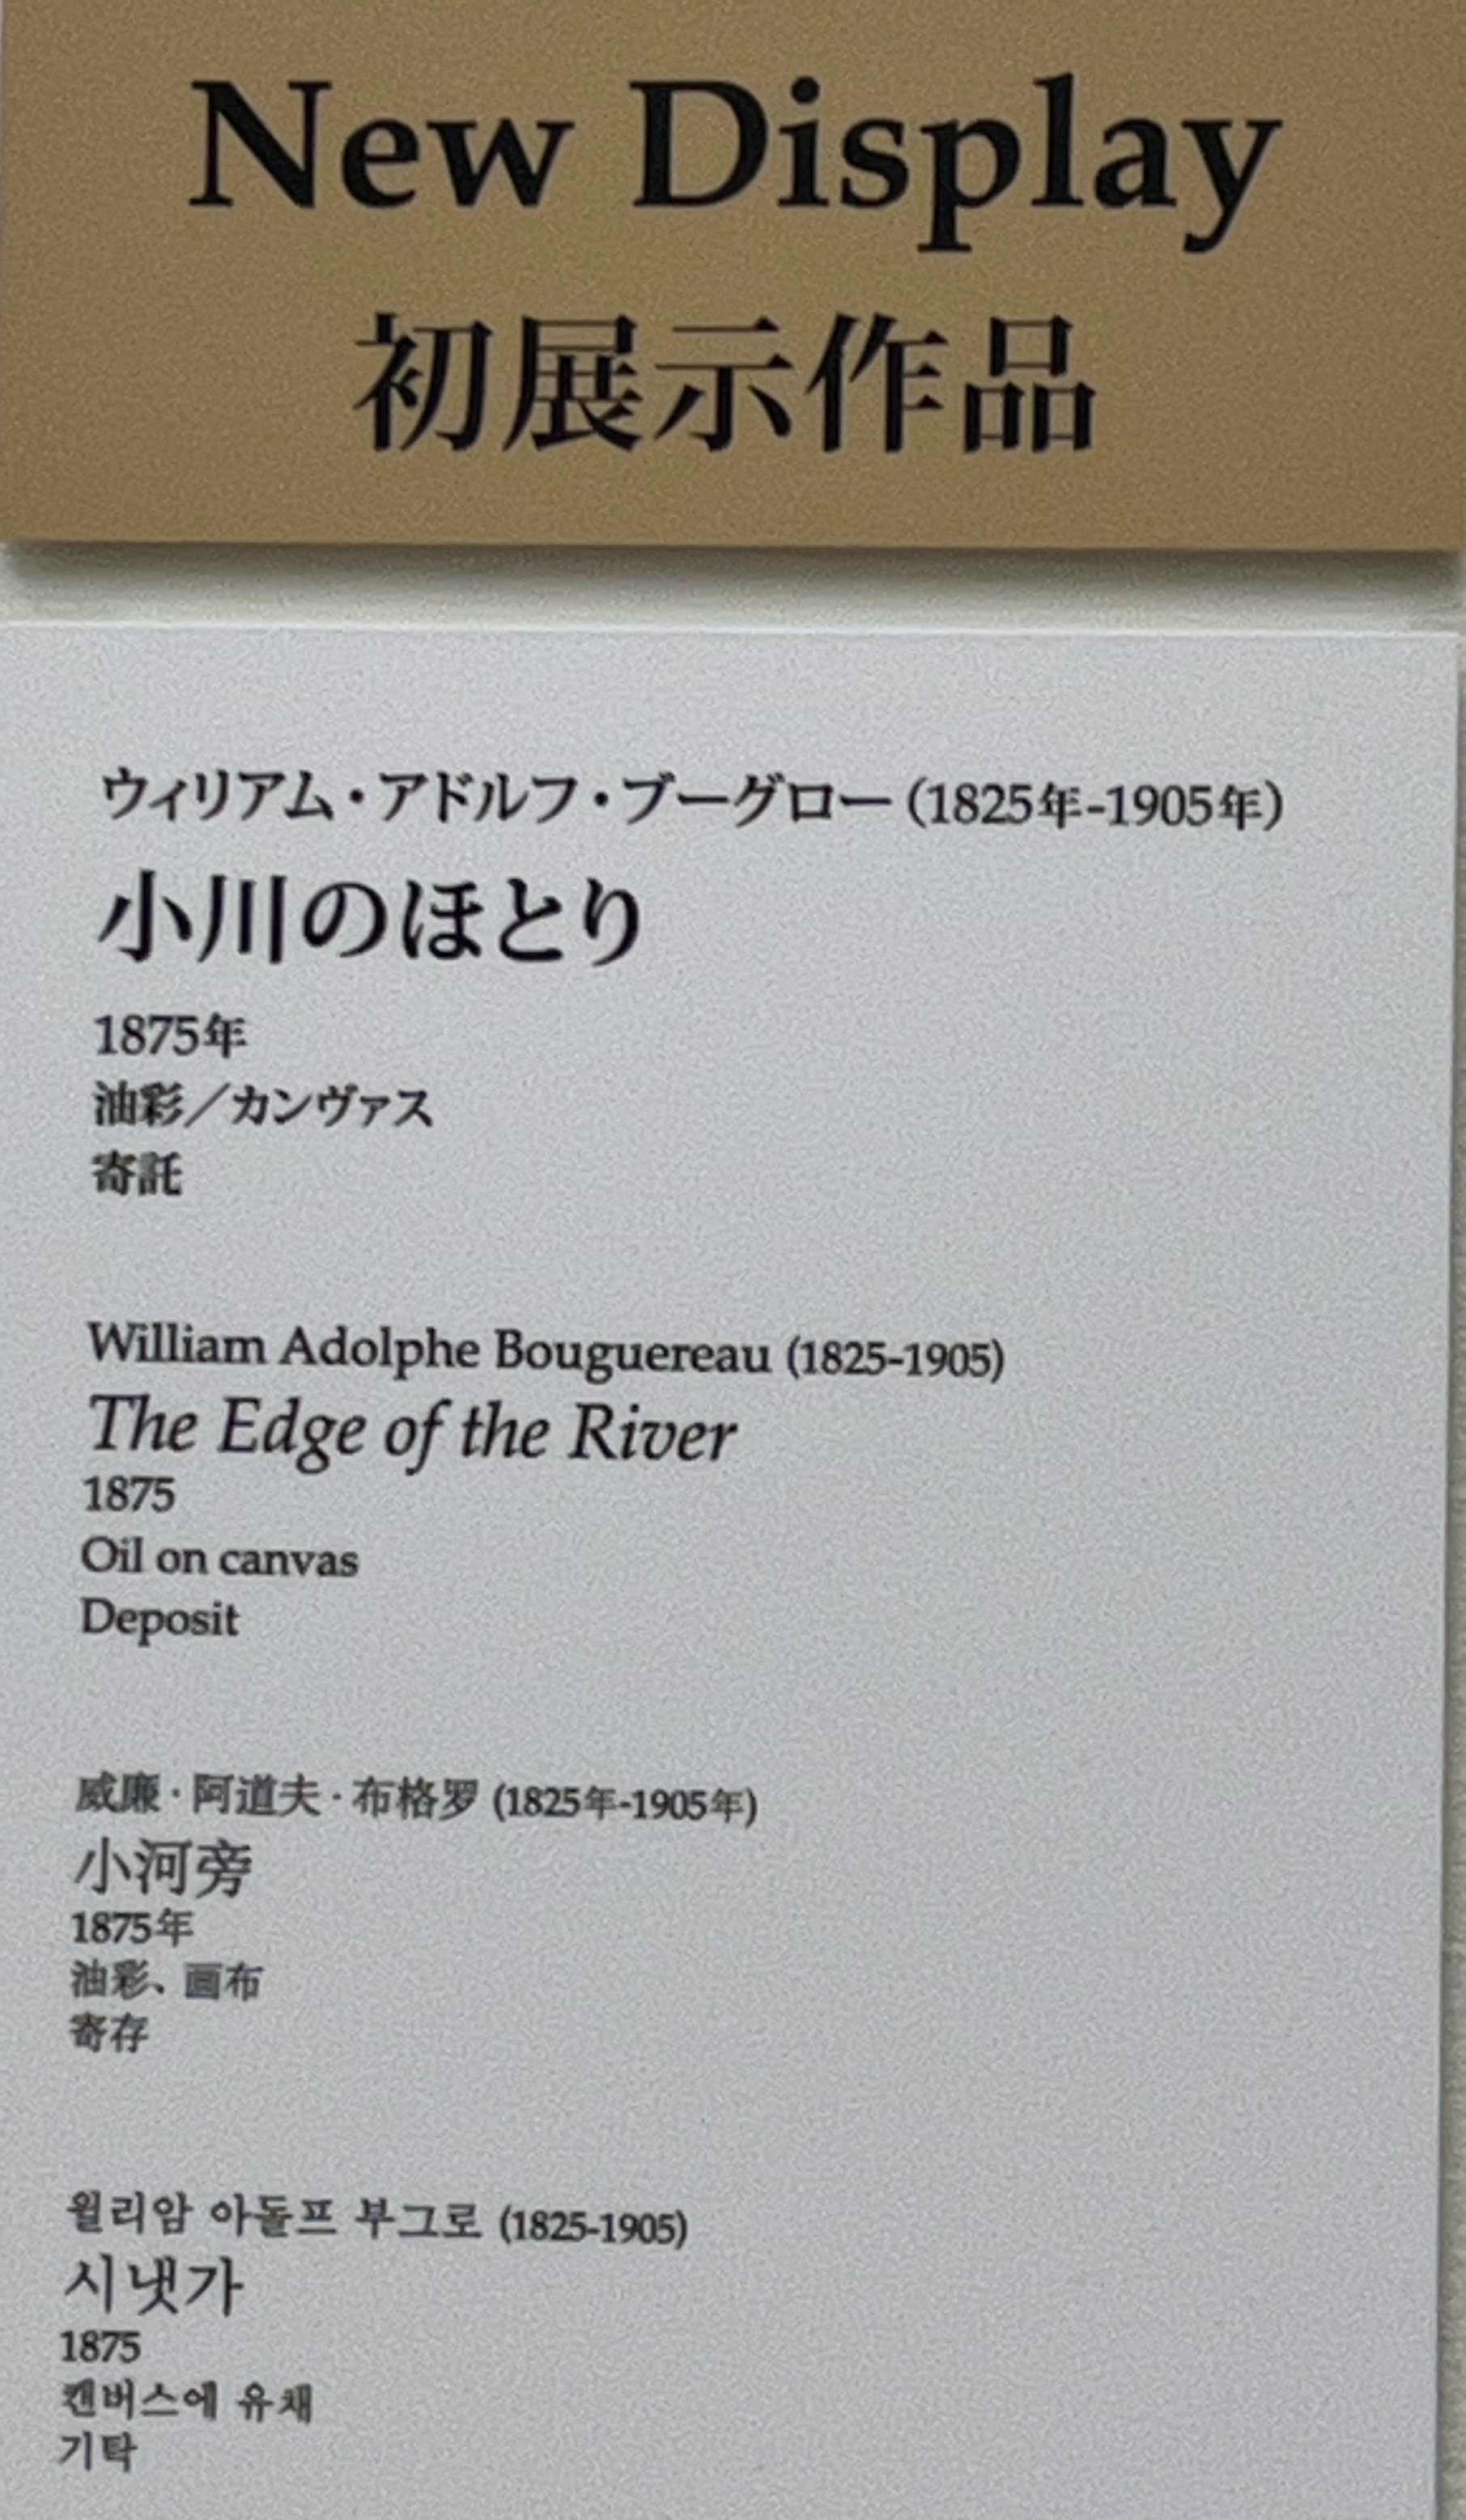 New Display
初展示作品
ウィリアム・アドルフ・ブーグロー（1825年-1905年）
小川のほとり
1875年
油彩／カンヴァス
寄託
William Adolphe Bouguereau (1825-1905)
The Edge of the River
1875
Oil on canvas
Deposit
威廉·阿道夫·布格罗 (1825年-1905年)
小河旁
1875年
油彩、画布
寄存
윌리암 아돌프 부그로 (1825-1905)
시냇가
1875
캔버스에 유채
기탁